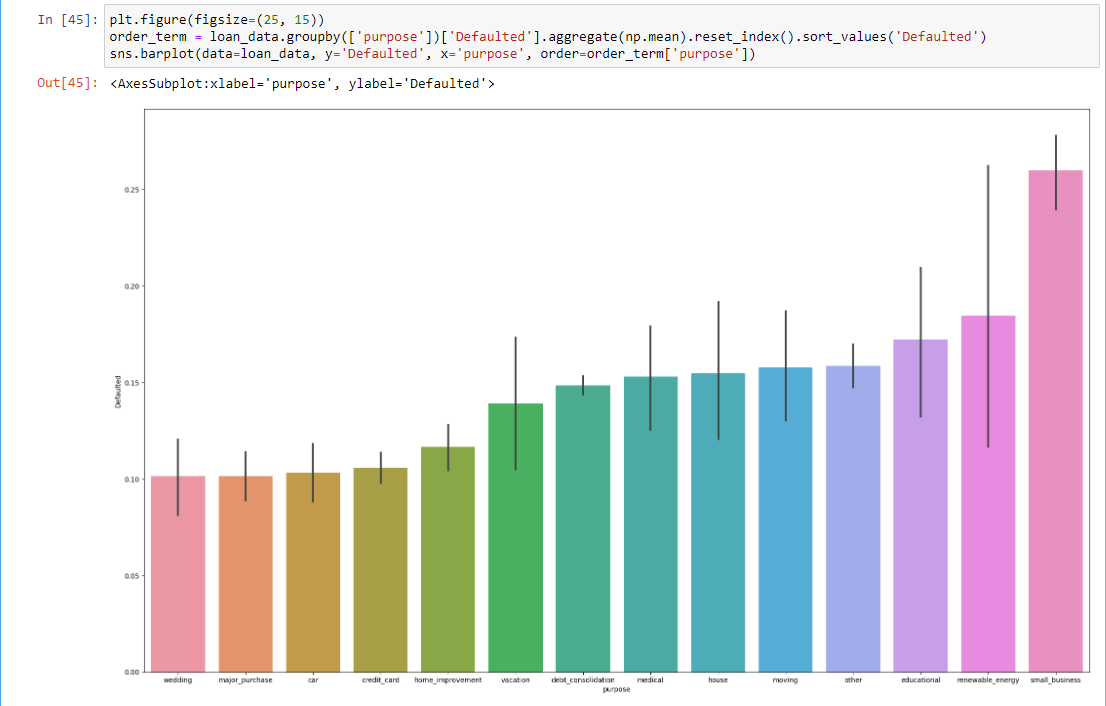 In [45]: plt.figure(figsize=(25, 15))
order_term = loan_data.groupby(['purpose'])['Defaulted'].aggregate(np.mean).reset_index().sort_values('Defaulted')
sns.barplot(data=loan_data, y='Defaulted', x='purpose', order=order_term['purpose'])
Out[45]: <AxesSubplot:xlabel='purpose', ylabel='Defaulted'>
0.25
0.20
0.15
0.10
0.05
0.00
Defaulted
wedding major_purchase car credit_card home_improvement vacation debt_consolidation medical house moving other educational renewable_energy small_business
purpose